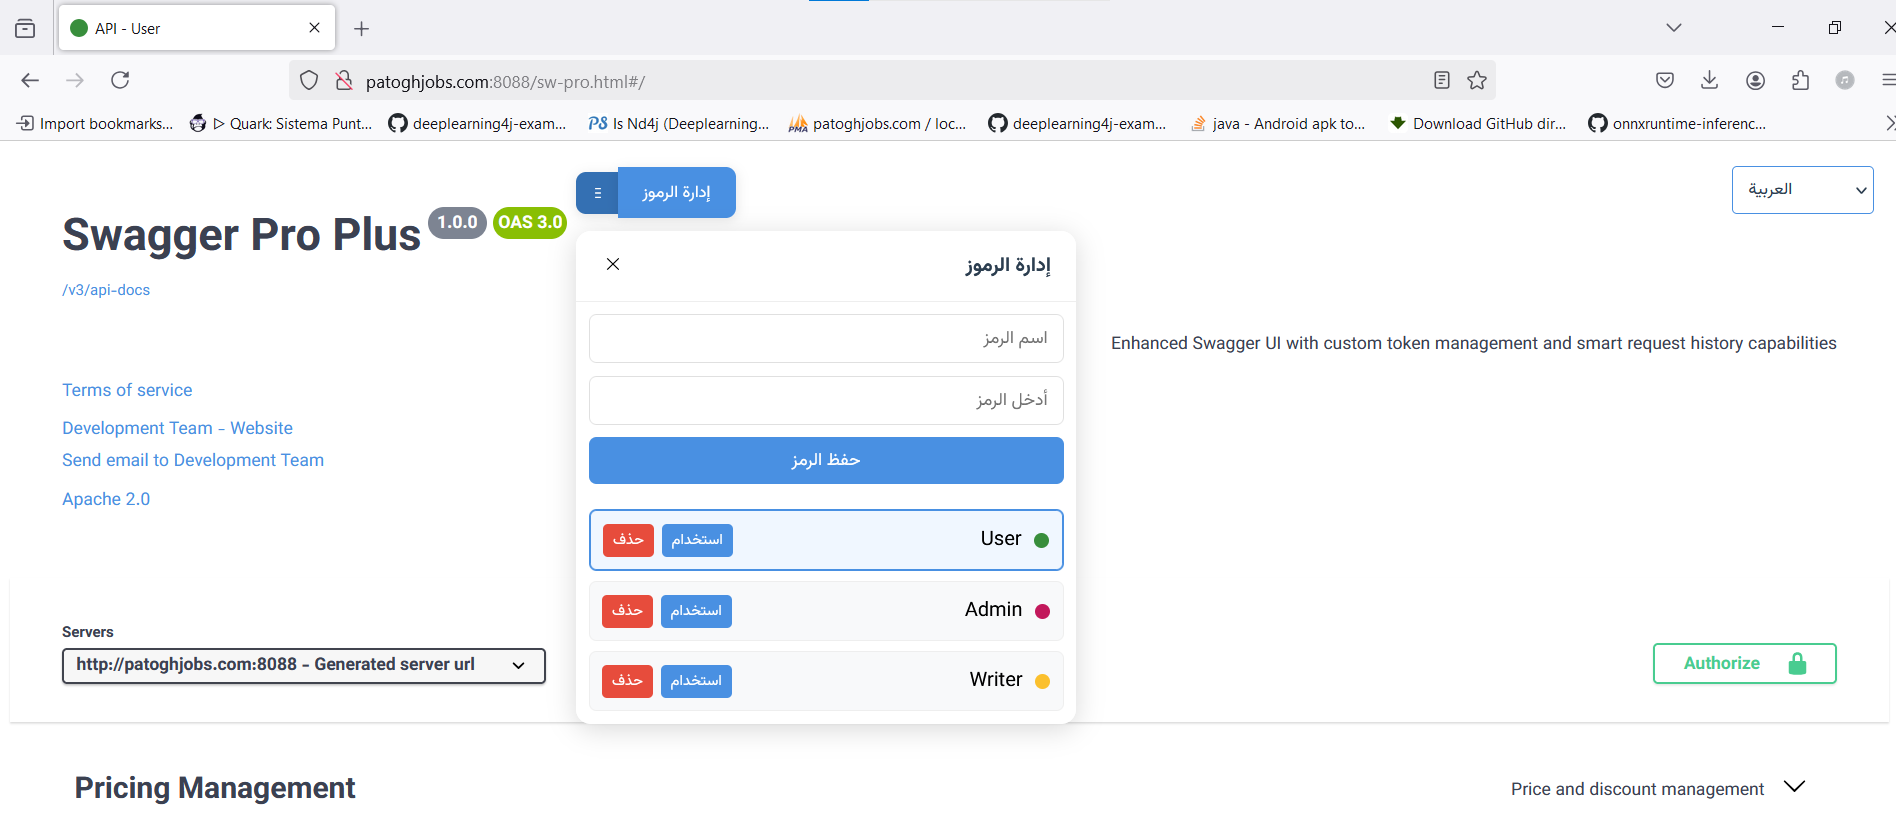 API - User
patoghjobs.com:8088/sw-pro.html#/
Import bookmarks...
Quark: Sistema Punt...
deeplearning4j-exam...
Is Nd4j (Deeplearning...
patoghjobs.com / loc...
deeplearning4j-exam...
java - Android apk to...
Download GitHub dir...
onnxruntime-inferenc...
إدارة الرموز
العربية
Swagger Pro Plus 1.0.0 OAS 3.0
/v3/api-docs
إدارة الرموز
اسم الرمز
أدخل الرمز
حفظ الرمز
User
استخدام
حذف
Admin
استخدام
حذف
Writer
استخدام
حذف
Enhanced Swagger UI with custom token management and smart request history capabilities
Terms of service
Development Team - Website
Send email to Development Team
Apache 2.0
Servers
http://patoghjobs.com:8088 - Generated server url
Authorize
Pricing Management
Price and discount management